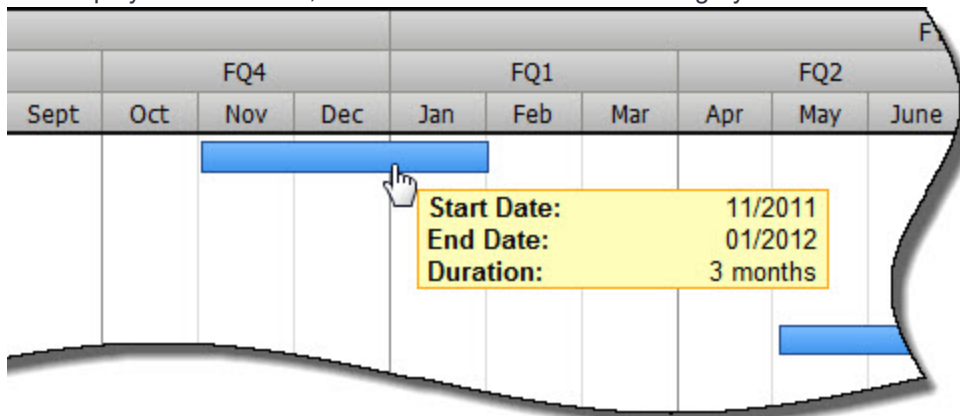 F
FQ4 FQ1 FQ2
Sept Oct Nov Dec Jan Feb Mar Apr May June
Start Date: 11/2011
End Date: 01/2012
Duration: 3 months